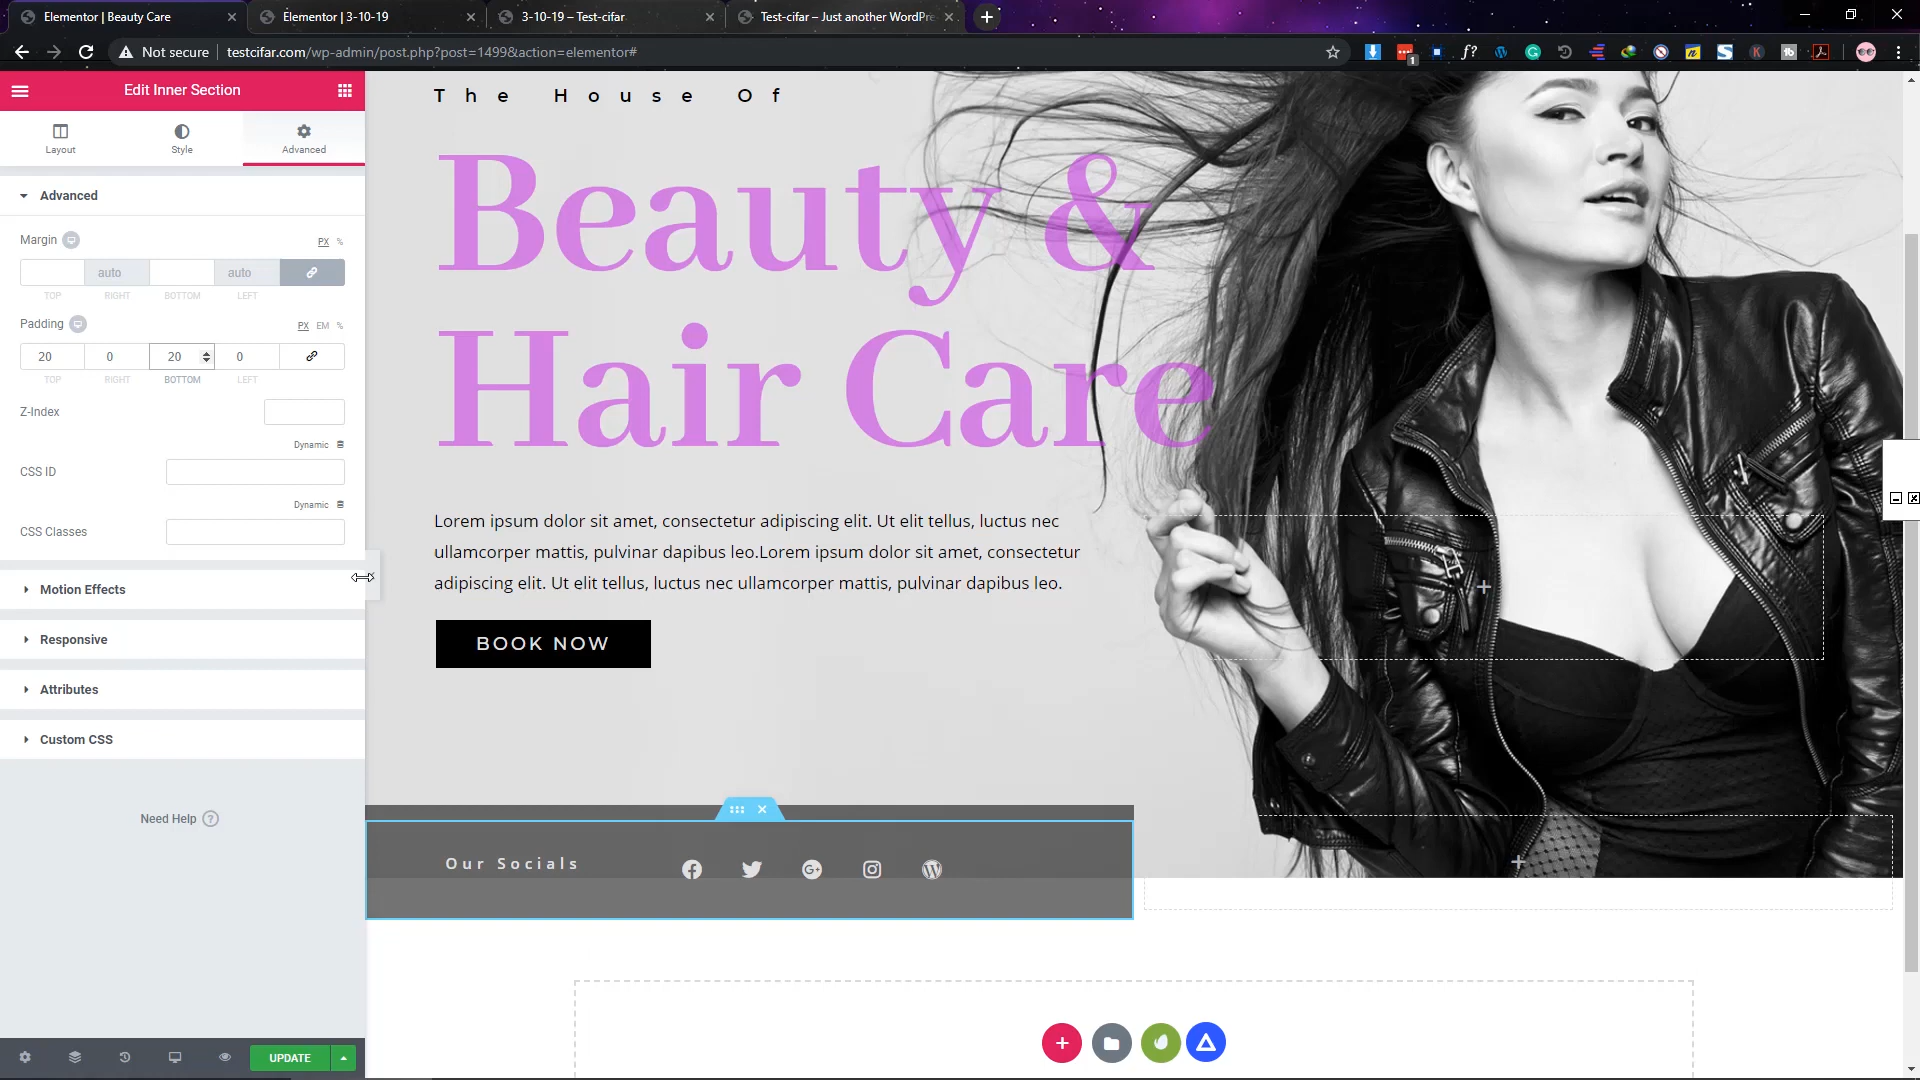 Elementor | Beauty Care
Elementor | 3-10-19
3-10-19 – Test-cifar
Test-cifar – Just another WordPre
Not secure
testcifar.com/wp-admin/post.php?post=1499&action=elementor#
Edit Inner Section
Layout
Style
Advanced
Advanced
Margin
PX %
auto
auto
TOP RIGHT BOTTOM LEFT
Padding
PX EM %
20 0 20 0
TOP RIGHT BOTTOM LEFT
Z-Index
Dynamic
CSS ID
Dynamic
CSS Classes
Motion Effects
Responsive
Attributes
Custom CSS
Need Help ?
UPDATE
The House Of
Beauty &
Hair Care
Lorem ipsum dolor sit amet, consectetur adipiscing elit. Ut elit tellus, luctus nec
ullamcorper mattis, pulvinar dapibus leo.Lorem ipsum dolor sit amet, consectetur
adipiscing elit. Ut elit tellus, luctus nec ullamcorper mattis, pulvinar dapibus leo.
BOOK NOW
Our Socials